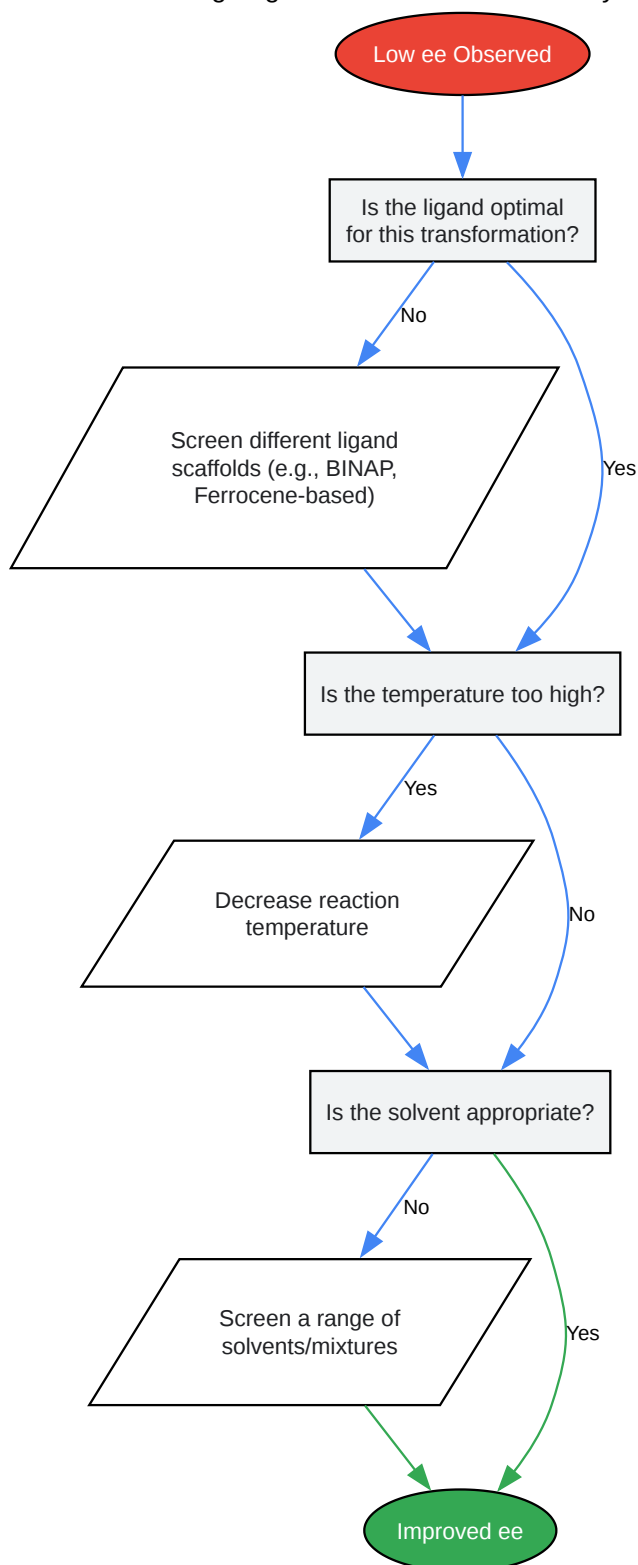 Low ee Observed
Is the ligand optimal
for this transformation?
No
Screen different ligand
scaffolds (e.g., BINAP,
Ferrocene-based)
Yes
Is the temperature too high?
Yes
Decrease reaction
temperature
No
Is the solvent appropriate?
No
Screen a range of
solvents/mixtures
Yes
Improved ee